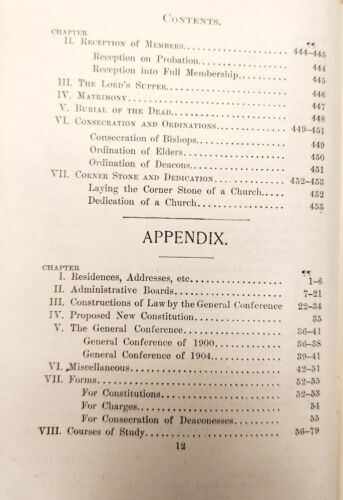 CONTENTS.
CHAPTER ¶¶
II. RECEPTION OF MEMBERS.................... 444-445
Reception on Probation.................... 444
Reception into Full Membership.................... 445
III. THE LORD'S SUPPER.................... 446
IV. MATRIMONY.................... 447
V. BURIAL OF THE DEAD.................... 448
VI. CONSECRATION AND ORDINATIONS.................... 449-451
Consecration of Bishops.................... 449
Ordination of Elders.................... 450
Ordination of Deacons.................... 451
VII. CORNER STONE AND DEDICATION.................... 452-453
Laying the Corner Stone of a Church..... 452
Dedication of a Church.................... 453
APPENDIX.
CHAPTER ¶¶
I. Residences, Addresses, etc.................... 1-6
II. Administrative Boards.................... 7-21
III. Constructions of Law by the General Conference 22-34
IV. Proposed New Constitution.................... 35
V. The General Conference.................... 36-41
General Conference of 1900.................... 36-38
General Conference of 1904.................... 39-41
VI. Miscellaneous.................... 42-51
VII. Forms.................... 52-55
For Constitutions.................... 52-53
For Charges.................... 54
For Consecration of Deaconesses.................... 55
VIII. Courses of Study.................... 56-79
12